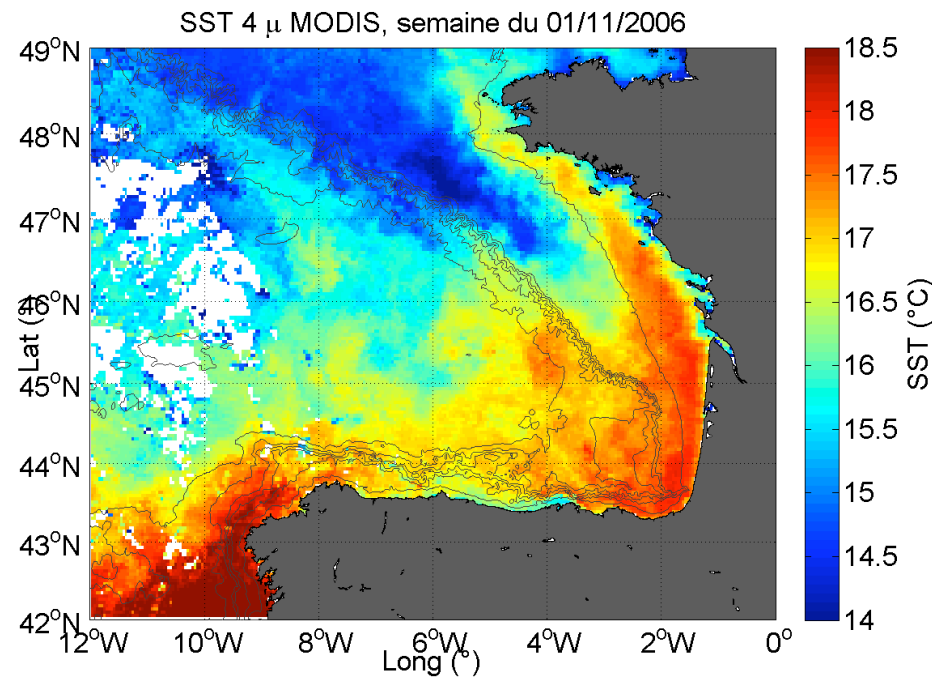 SST 4 μ MODIS, semaine du 01/11/2006
49°N
48°N
47°N
46°N
45°N
44°N
43°N
42°N
Lat (°)
12°W 10°W 8°W 6°W 4°W 2°W 0°
Long (°)
18.5
18
17.5
17
16.5
16
15.5
15
14.5
14
SST (°C)